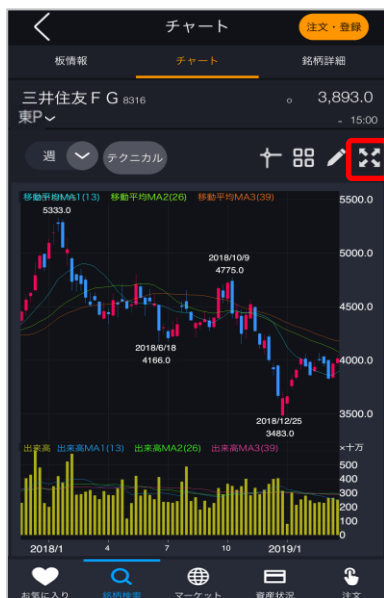 チャート
注文・登録
板情報 チャート 銘柄詳細
三井住友FG 8316 。 3,893.0
東P - 15:00
週 テクニカル
移動平均MA1(13) 移動平均MA2(26) 移動平均MA3(39)
5500.0
5333.0
5000.0
2018/10/9
4775.0
4500.0
2018/6/18
4166.0
4000.0
3500.0
2018/12/25
3483.0
出来高 出来高MA1(13) 出来高MA2(26) 出来高MA3(39) ×十万
500
400
300
200
100
0
2018/1 4 7 10 2019/1
お気に入り 銘柄検索 マーケット 資産状況 注文